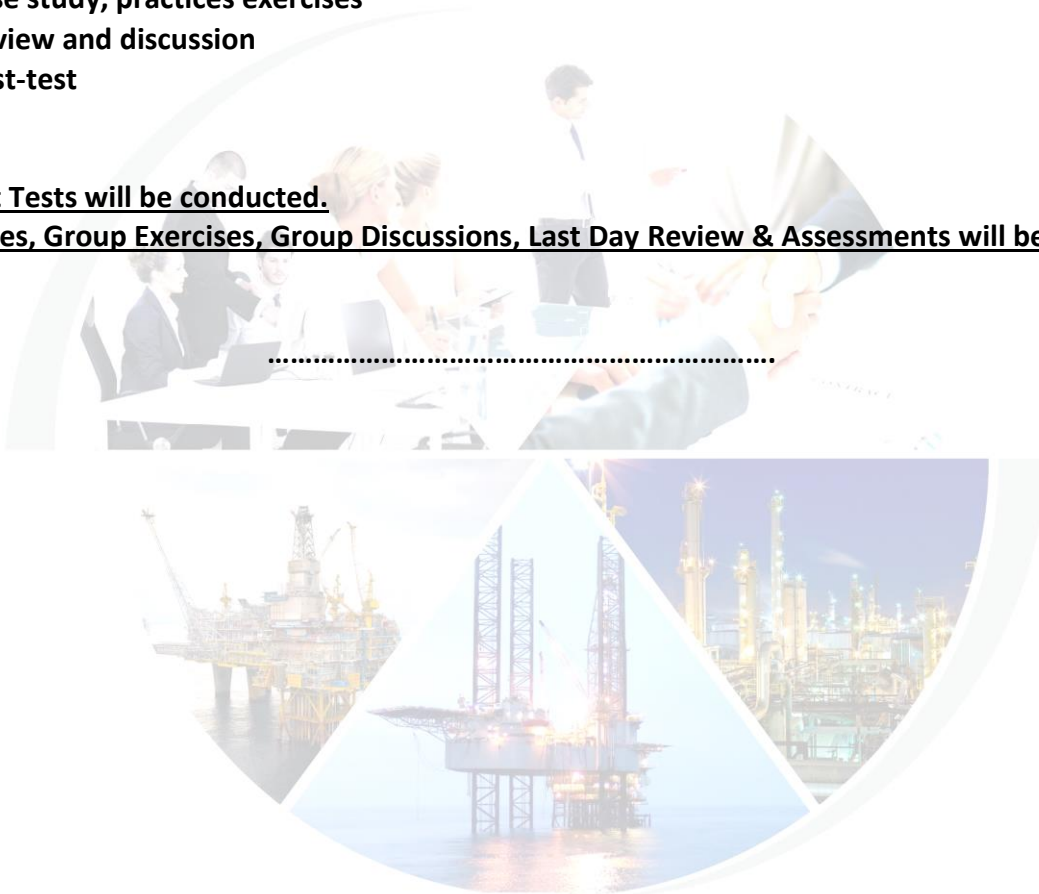 se study, practices exercises
view and discussion
st-test
t Tests will be conducted.
es, Group Exercises, Group Discussions, Last Day Review & Assessments will be
………………………………………………………….
CONTRACT